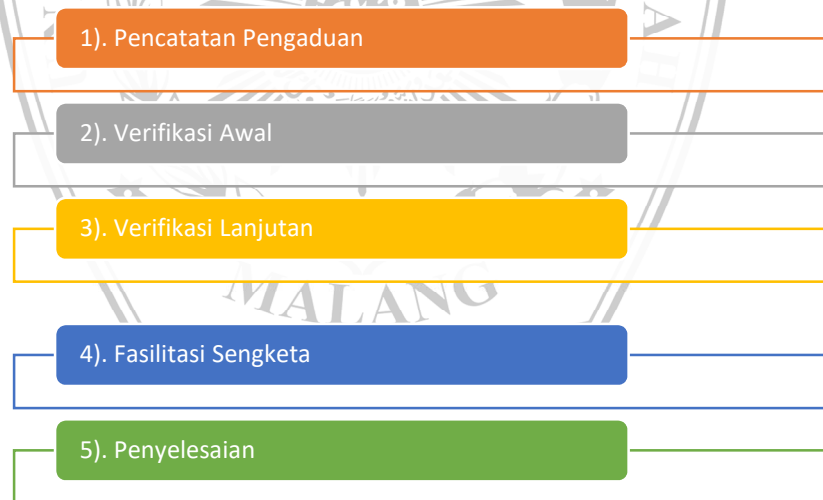 1). Pencatatan Pengaduan
2). Verifikasi Awal
3). Verifikasi Lanjutan
MALANG
4). Fasilitasi Sengketa
5). Penyelesaian